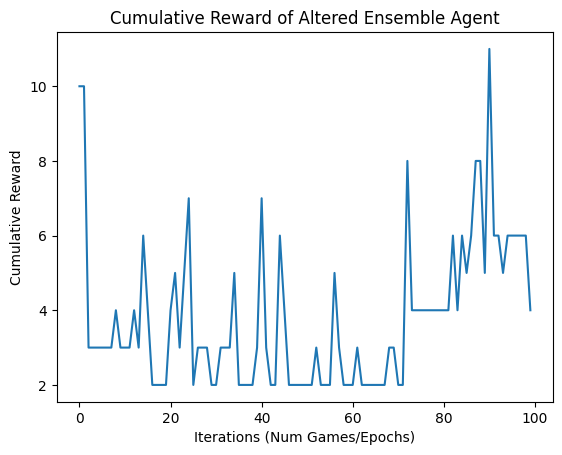 Cumulative Reward of Altered Ensemble Agent
Cumulative Reward
10
8
6
4
2
0 20 40 60 80 100
Iterations (Num Games/Epochs)